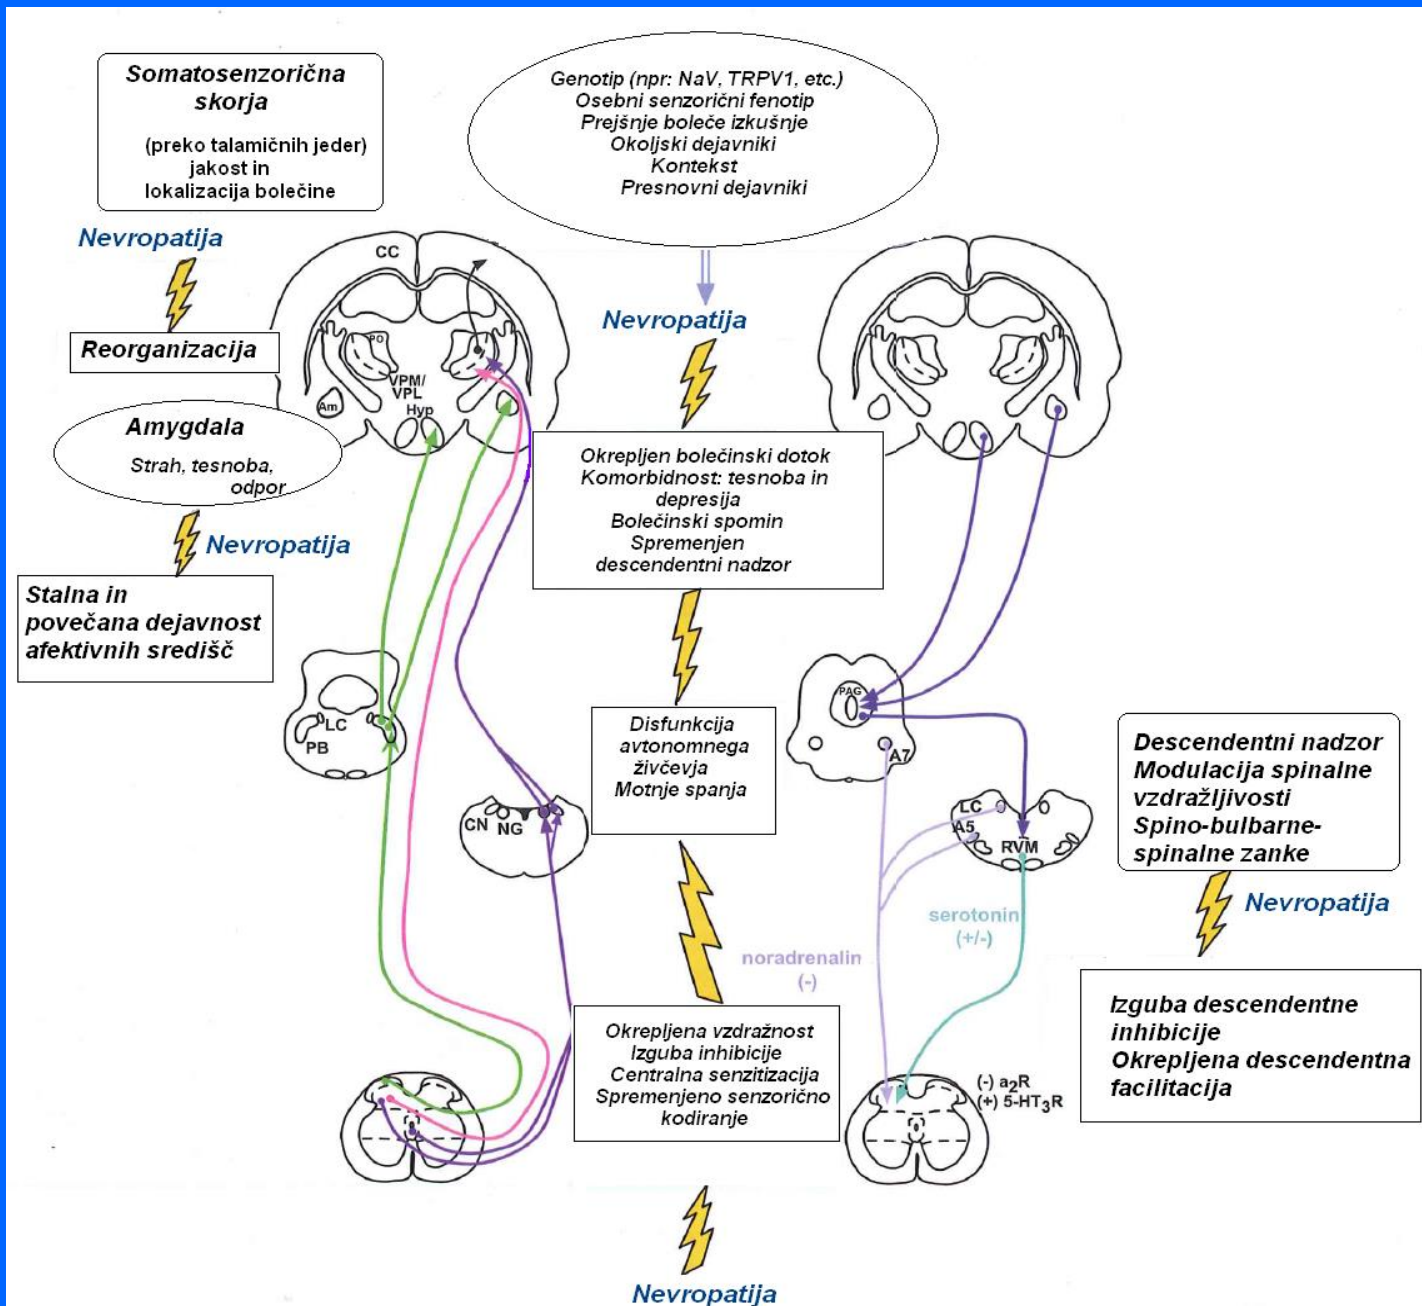 Somatosenzorična
skorja
(preko talamičnih jeder)
jakost in
lokalizacija bolečine
Nevropatija
Reorganizacija
Amygdala
Strah, tesnoba,
odpor
Nevropatija
Stalna in
povečana dejavnost
afektivnih središč
Genotip (npr: NaV, TRPV1, etc.)
Osebni senzorični fenotip
Prejšnje boleče izkušnje
Okoljski dejavniki
Kontekst
Presnovni dejavniki
Nevropatija
Okrepljen bolečinski dotok
Komorbidnost: tesnoba in
depresija
Bolečinski spomin
Spremenjen
descendentni nadzor
Disfunkcija
avtonomnega
živčevja
Motnje spanja
Okrepljena vzdražnost
Izguba inhibicije
Centralna senzitizacija
Spremenjeno senzorično
kodiranje
Nevropatija
CC
PO
VPM/
VPL
Hyp
Am
LC
PB
CN NG
PAG
A7
LC
A5
RVM
serotonin
(+/-)
noradrenalin
(-)
(-) a2R
(+) 5-HT3R
Descendentni nadzor
Modulacija spinalne
vzdražljivosti
Spino-bulbarne-
spinalne zanke
Nevropatija
Izguba descendentne
inhibicije
Okrepljena descendentna
facilitacija